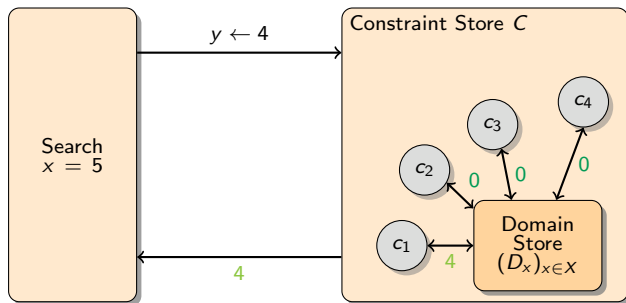 Search
x = 5
y ← 4
4
Constraint Store C
c₄
c₃
c₂
c₁
0
0
0
4
Domain
Store
(Dₓ)ₓ∈X